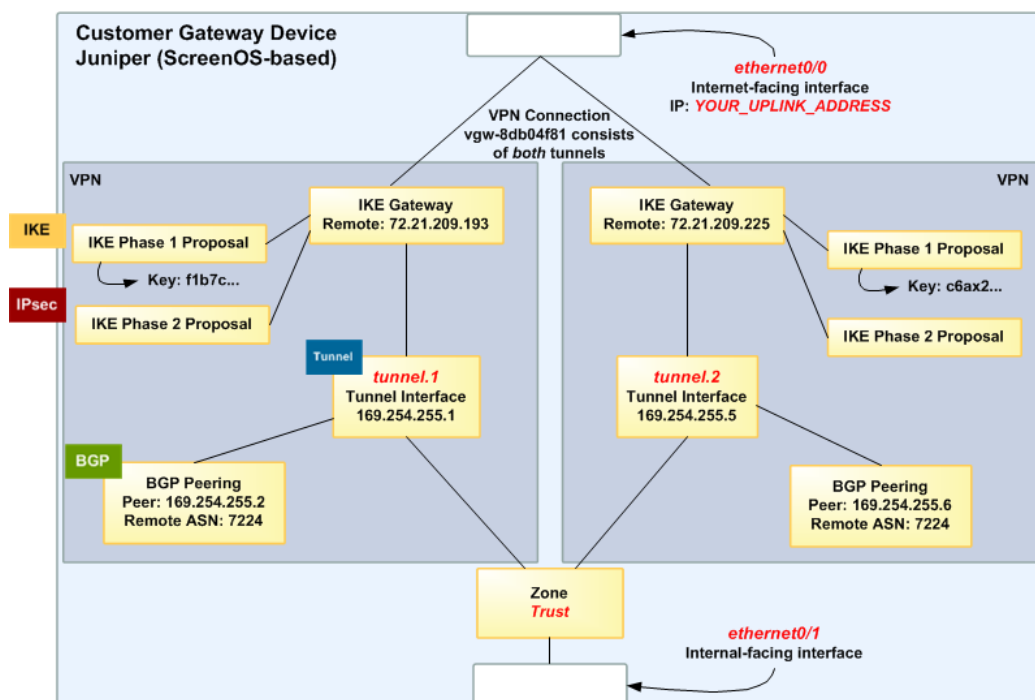 Customer Gateway Device
Juniper (ScreenOS-based)
ethernet0/0
Internet-facing interface
IP: YOUR_UPLINK_ADDRESS
VPN Connection
vgw-8db04f81 consists
of both tunnels
VPN
IKE Gateway
Remote: 72.21.209.193
IKE
IKE Phase 1 Proposal
Key: f1b7c...
IPsec
IKE Phase 2 Proposal
Tunnel
tunnel.1
Tunnel Interface
169.254.255.1
BGP
BGP Peering
Peer: 169.254.255.2
Remote ASN: 7224
VPN
IKE Gateway
Remote: 72.21.209.225
IKE Phase 1 Proposal
Key: c6ax2...
IKE Phase 2 Proposal
tunnel.2
Tunnel Interface
169.254.255.5
BGP Peering
Peer: 169.254.255.6
Remote ASN: 7224
Zone
Trust
ethernet0/1
Internal-facing interface